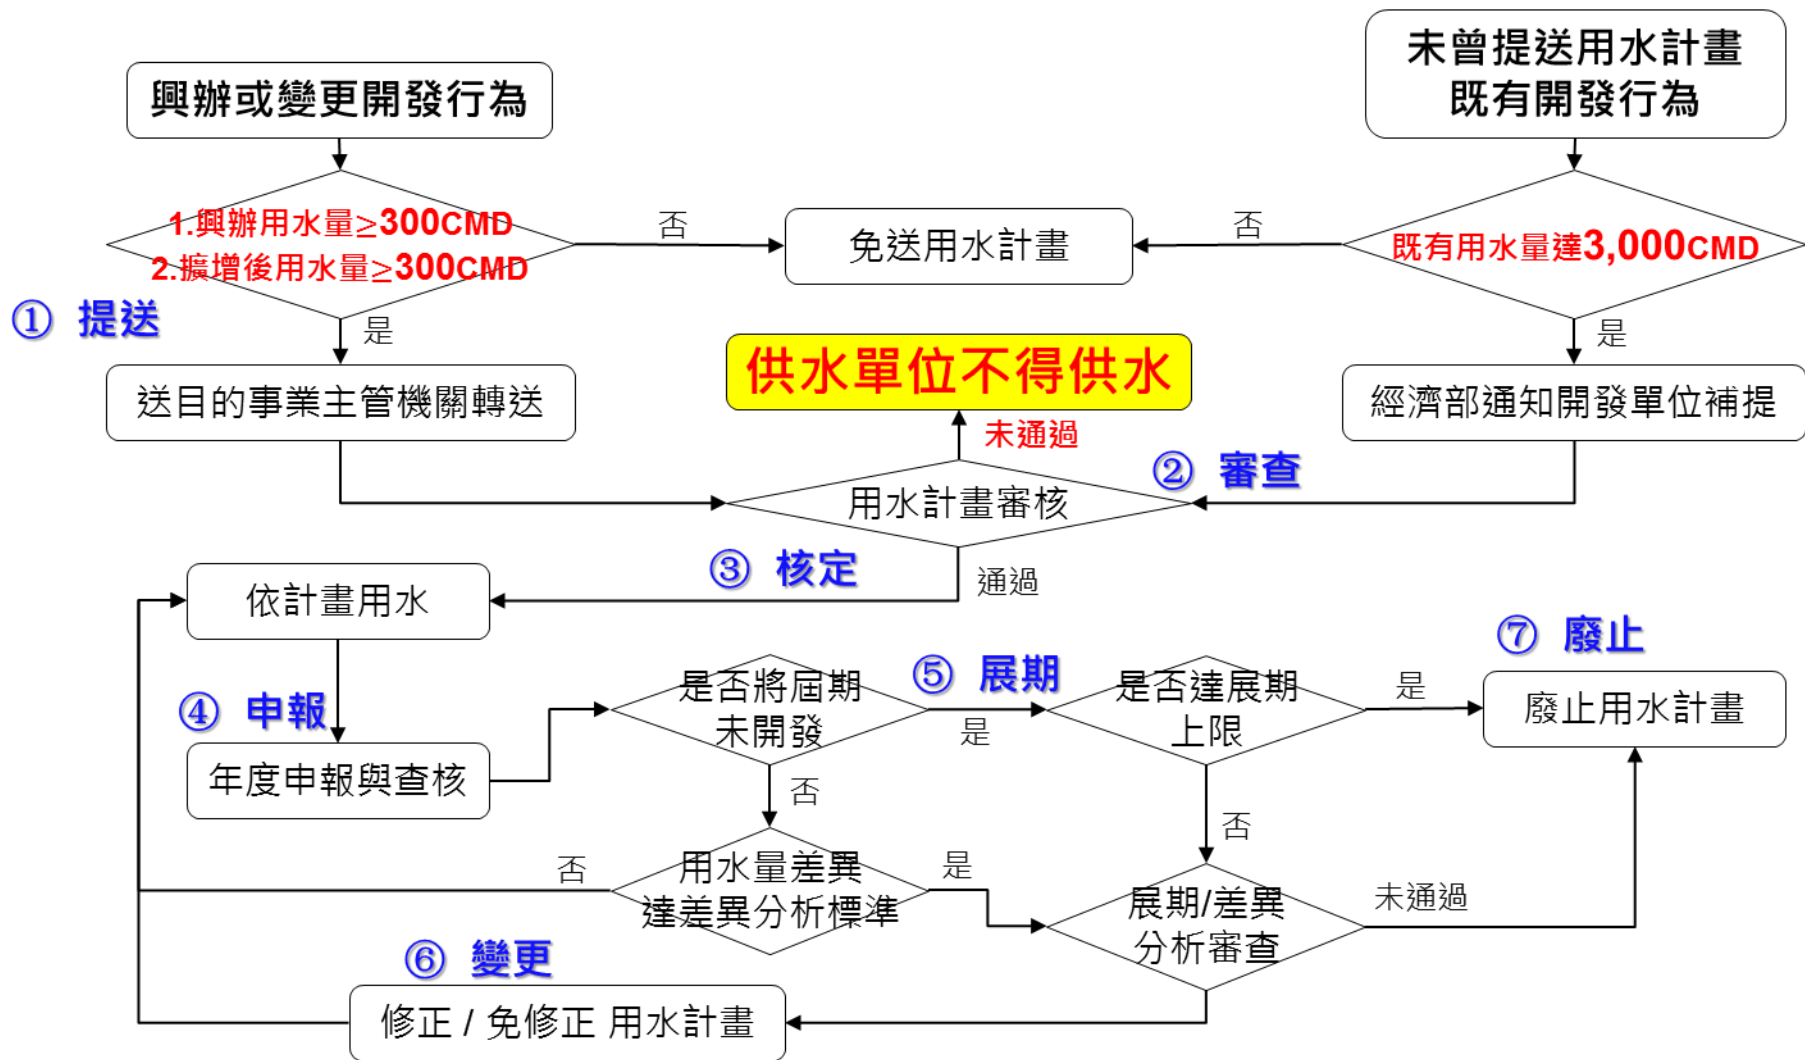 未曾提送用水計畫
既有開發行為
興辦或變更開發行為
1.興辦用水量≥300CMD
2.擴增後用水量≥300CMD
否
免送用水計畫
否
既有用水量達3,000CMD
① 提送
是
是
供水單位不得供水
送目的事業主管機關轉送
經濟部通知開發單位補提
未通過
② 審查
用水計畫審核
③ 核定
通過
依計畫用水
⑦ 廢止
④ 申報
是否將屆期
未開發
⑤ 展期
是
是否達展期
上限
是
廢止用水計畫
年度申報與查核
否
否
否
用水量差異
達差異分析標準
是
展期/差異
分析審查
未通過
⑥ 變更
修正 / 免修正 用水計畫